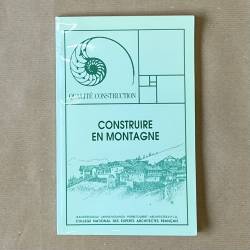 QUALITÉ CONSTRUCTION
CONSTRUIRE
EN MONTAGNE
COLLEGE NATIONAL DES EXPERTS ARCHITECTES FRANÇAIS